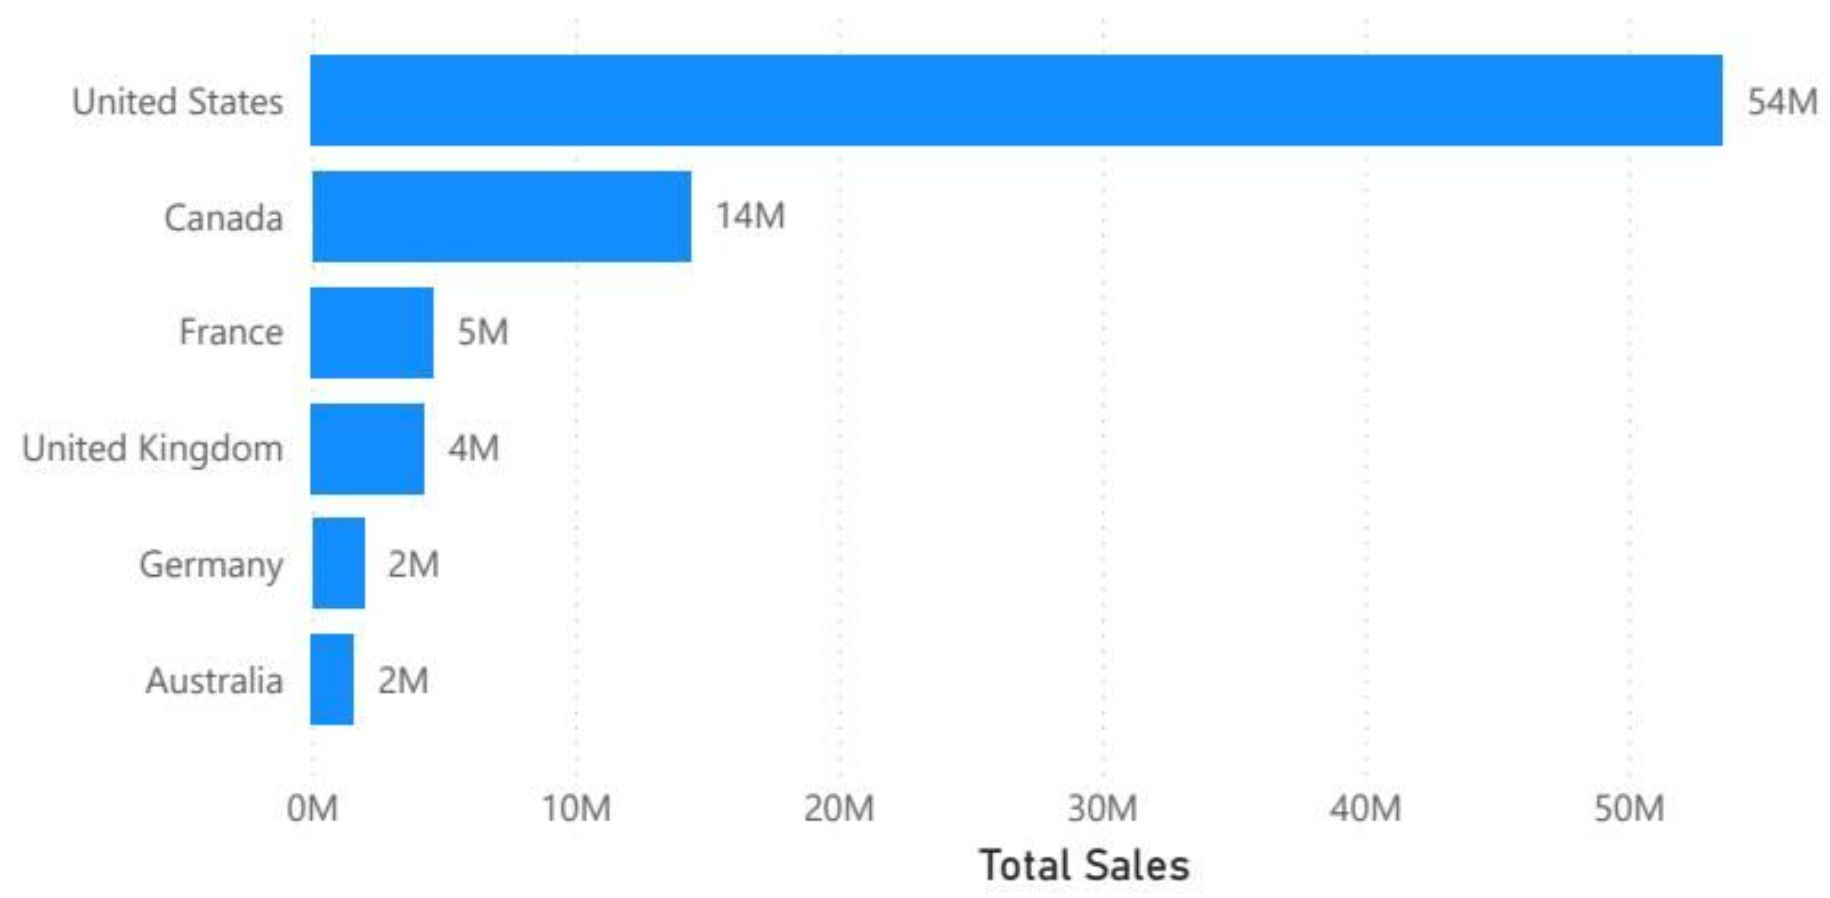 United States 54M
Canada 14M
France 5M
United Kingdom 4M
Germany 2M
Australia 2M
0M 10M 20M 30M 40M 50M
Total Sales